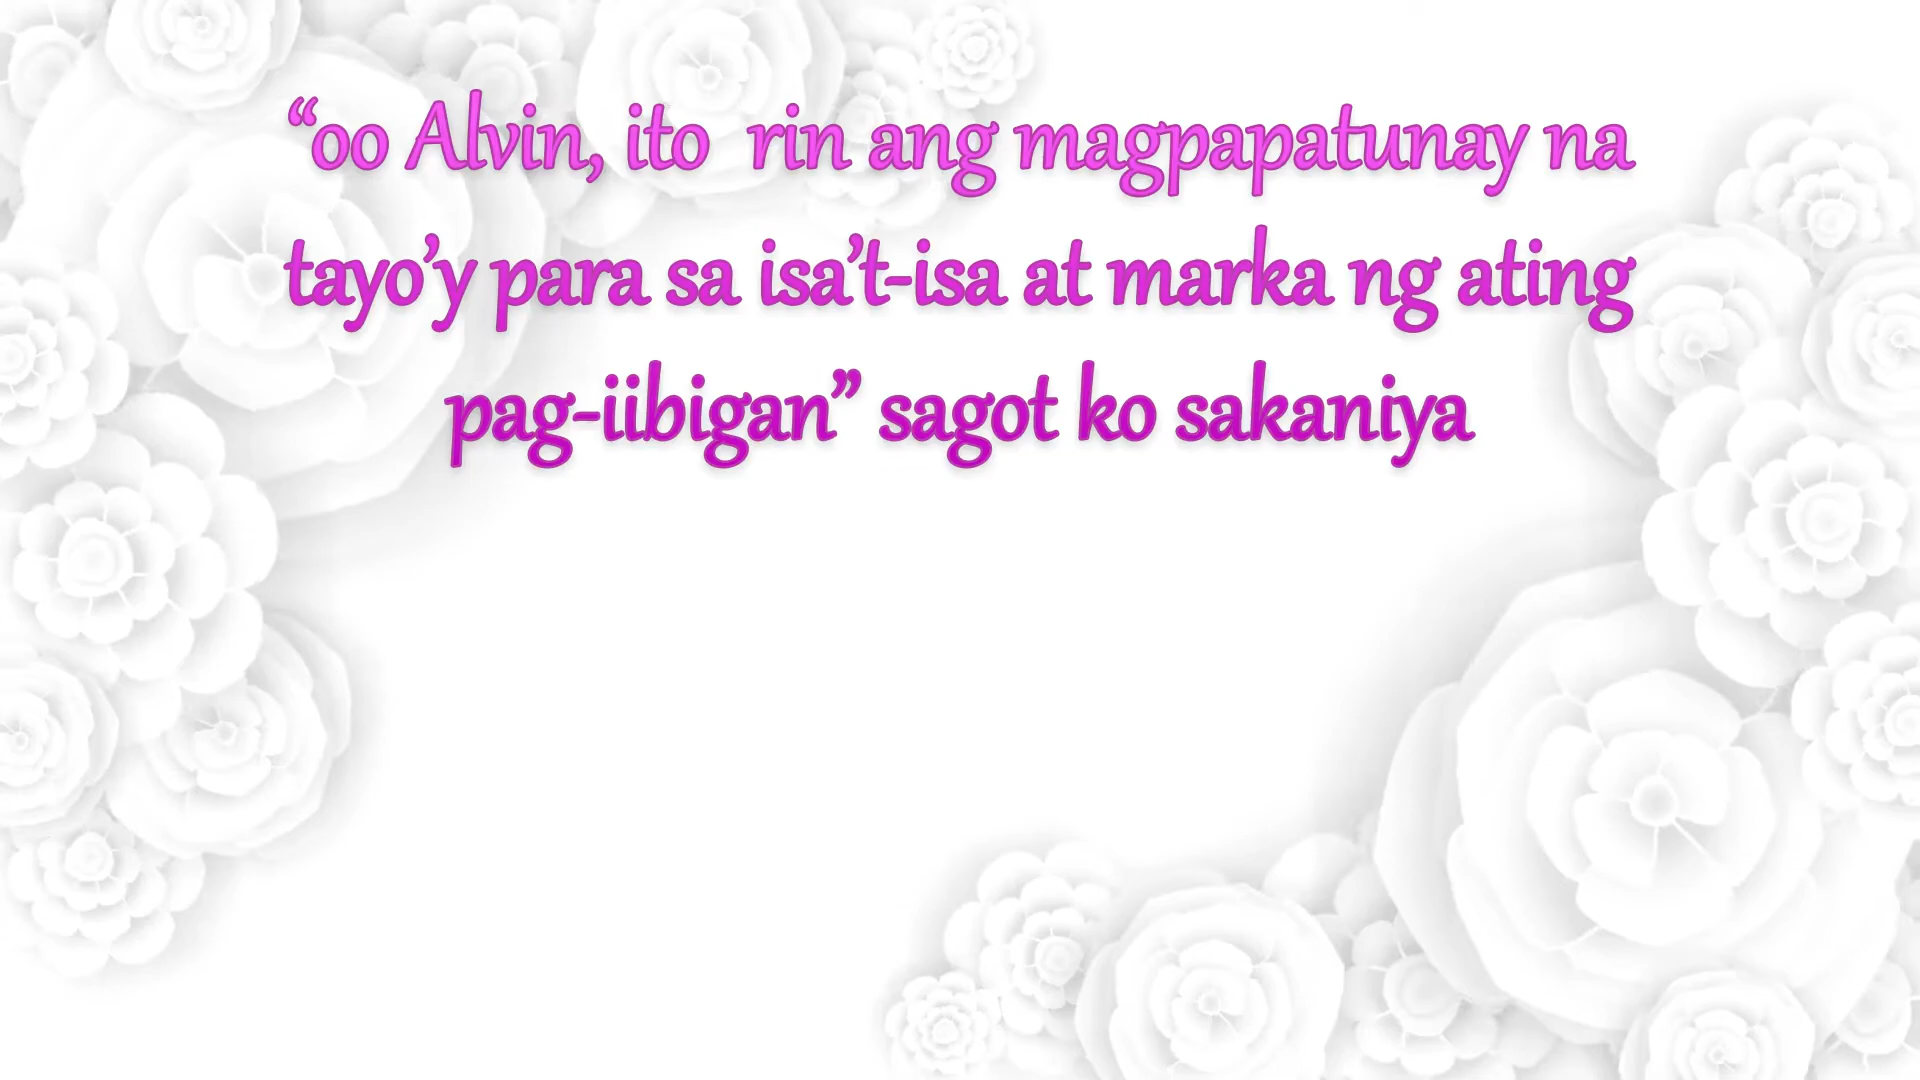 “oo Alvin, ito  rin ang magpapatunay na
tayo’y para sa isa’t-isa at marka ng ating
pag-iibigan” sagot ko sakaniya